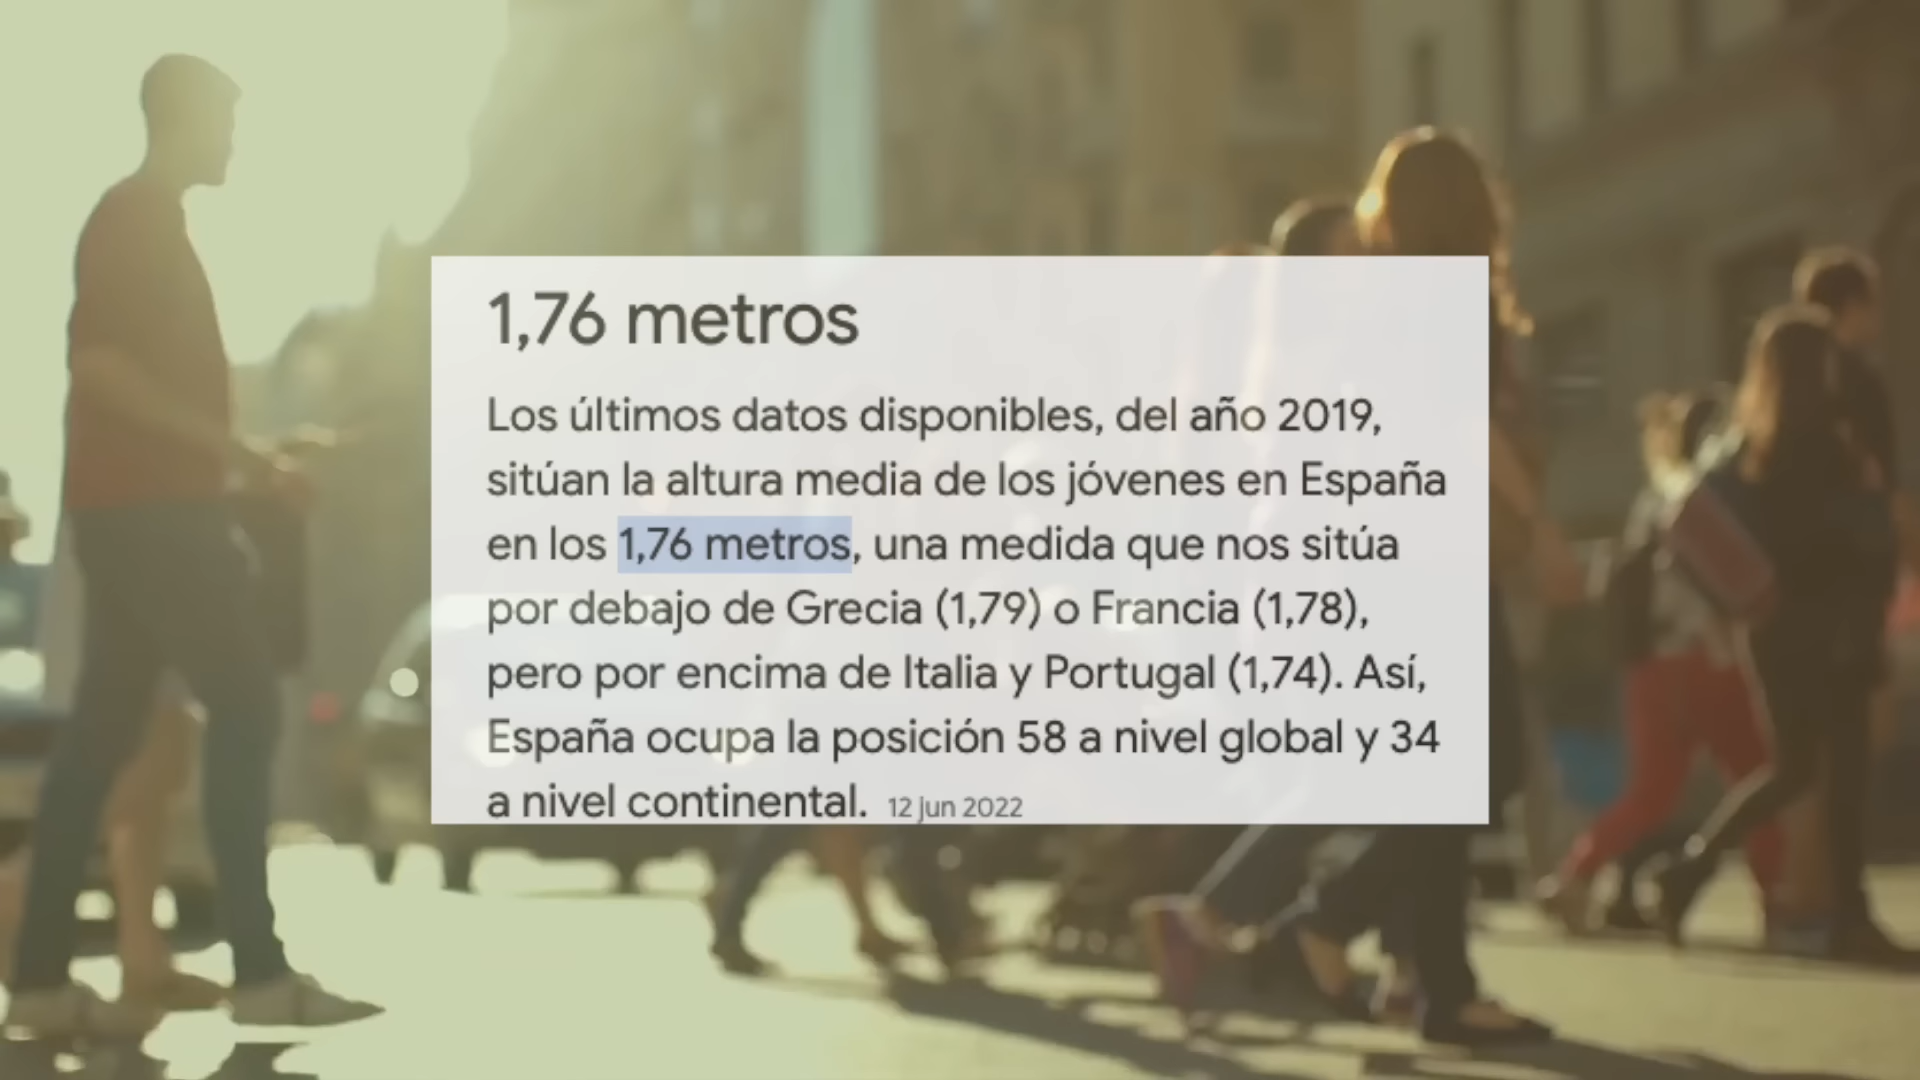 1,76 metros
Los últimos datos disponibles, del año 2019,
sitúan la altura media de los jóvenes en España
en los 1,76 metros, una medida que nos sitúa
por debajo de Grecia (1,79) o Francia (1,78),
pero por encima de Italia y Portugal (1,74). Así,
España ocupa la posición 58 a nivel global y 34
a nivel continental. 12 jun 2022